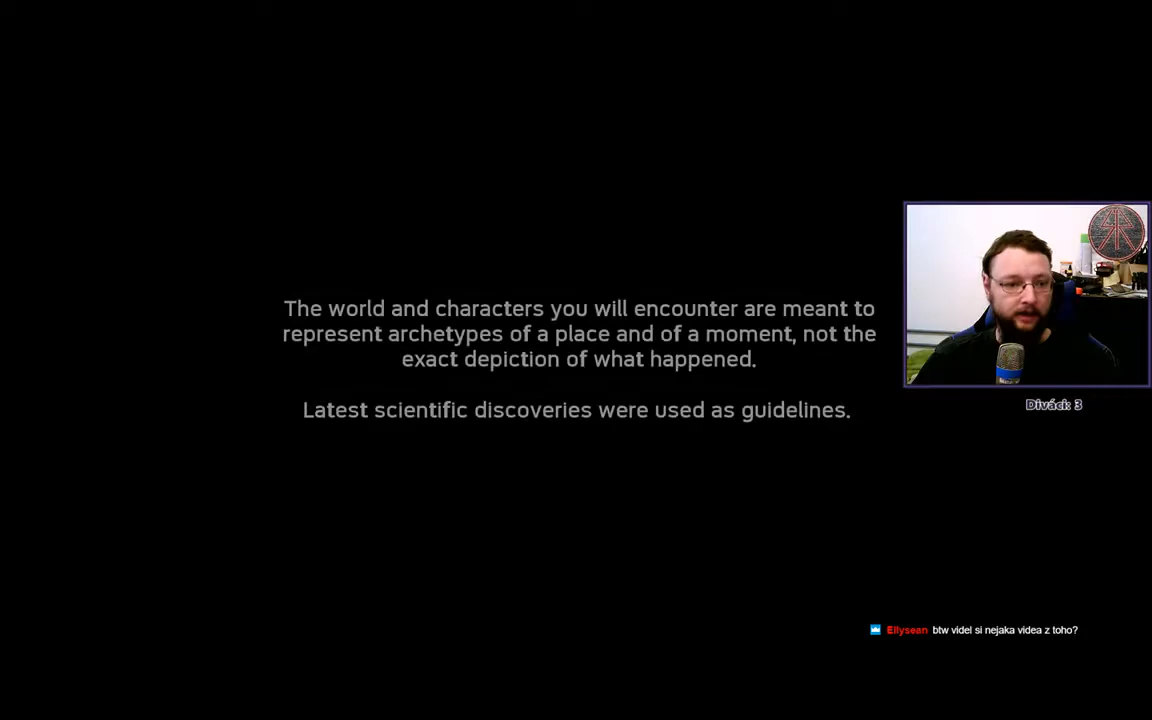 The world and characters you will encounter are meant to
represent archetypes of a place and of a moment, not the
exact depiction of what happened.
Latest scientific discoveries were used as guidelines.
Divácí: 3
Ellysean btw videl si nejaka videa z toho?